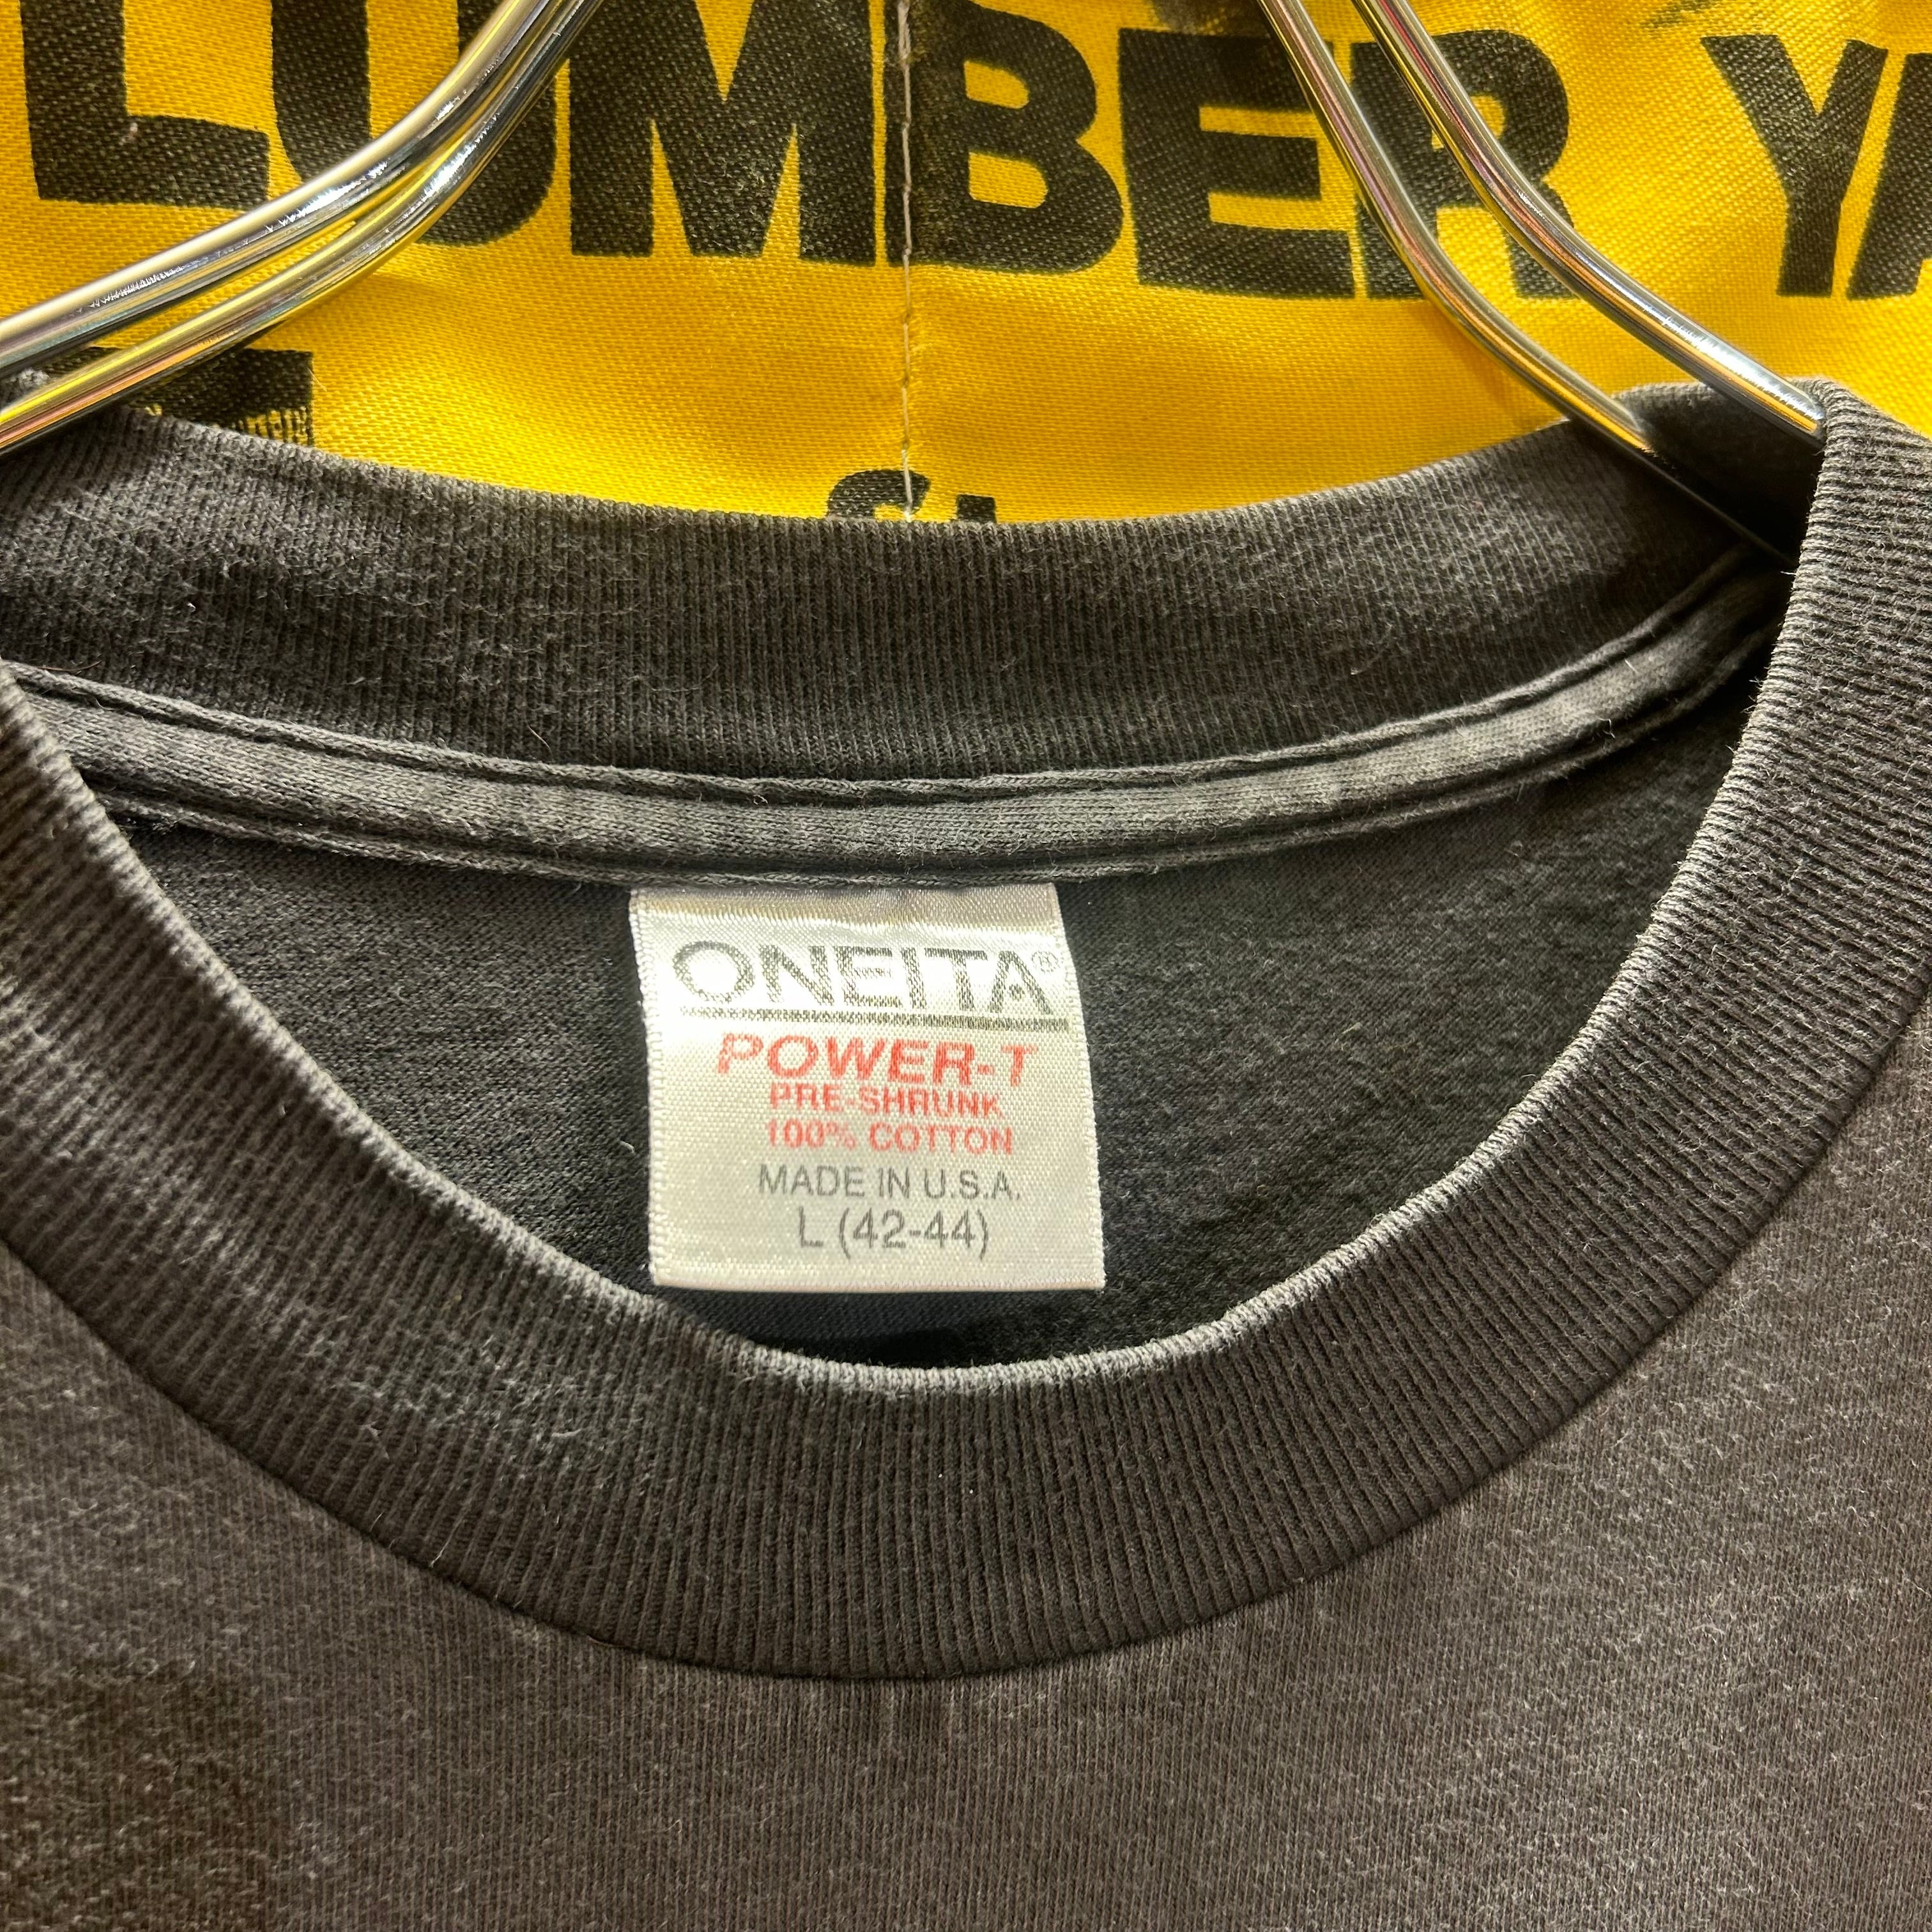 LUMBER YA
ONEITA®
POWER-T
PRE-SHRUNK
100% COTTON
MADE IN U.S.A.
L (42-44)